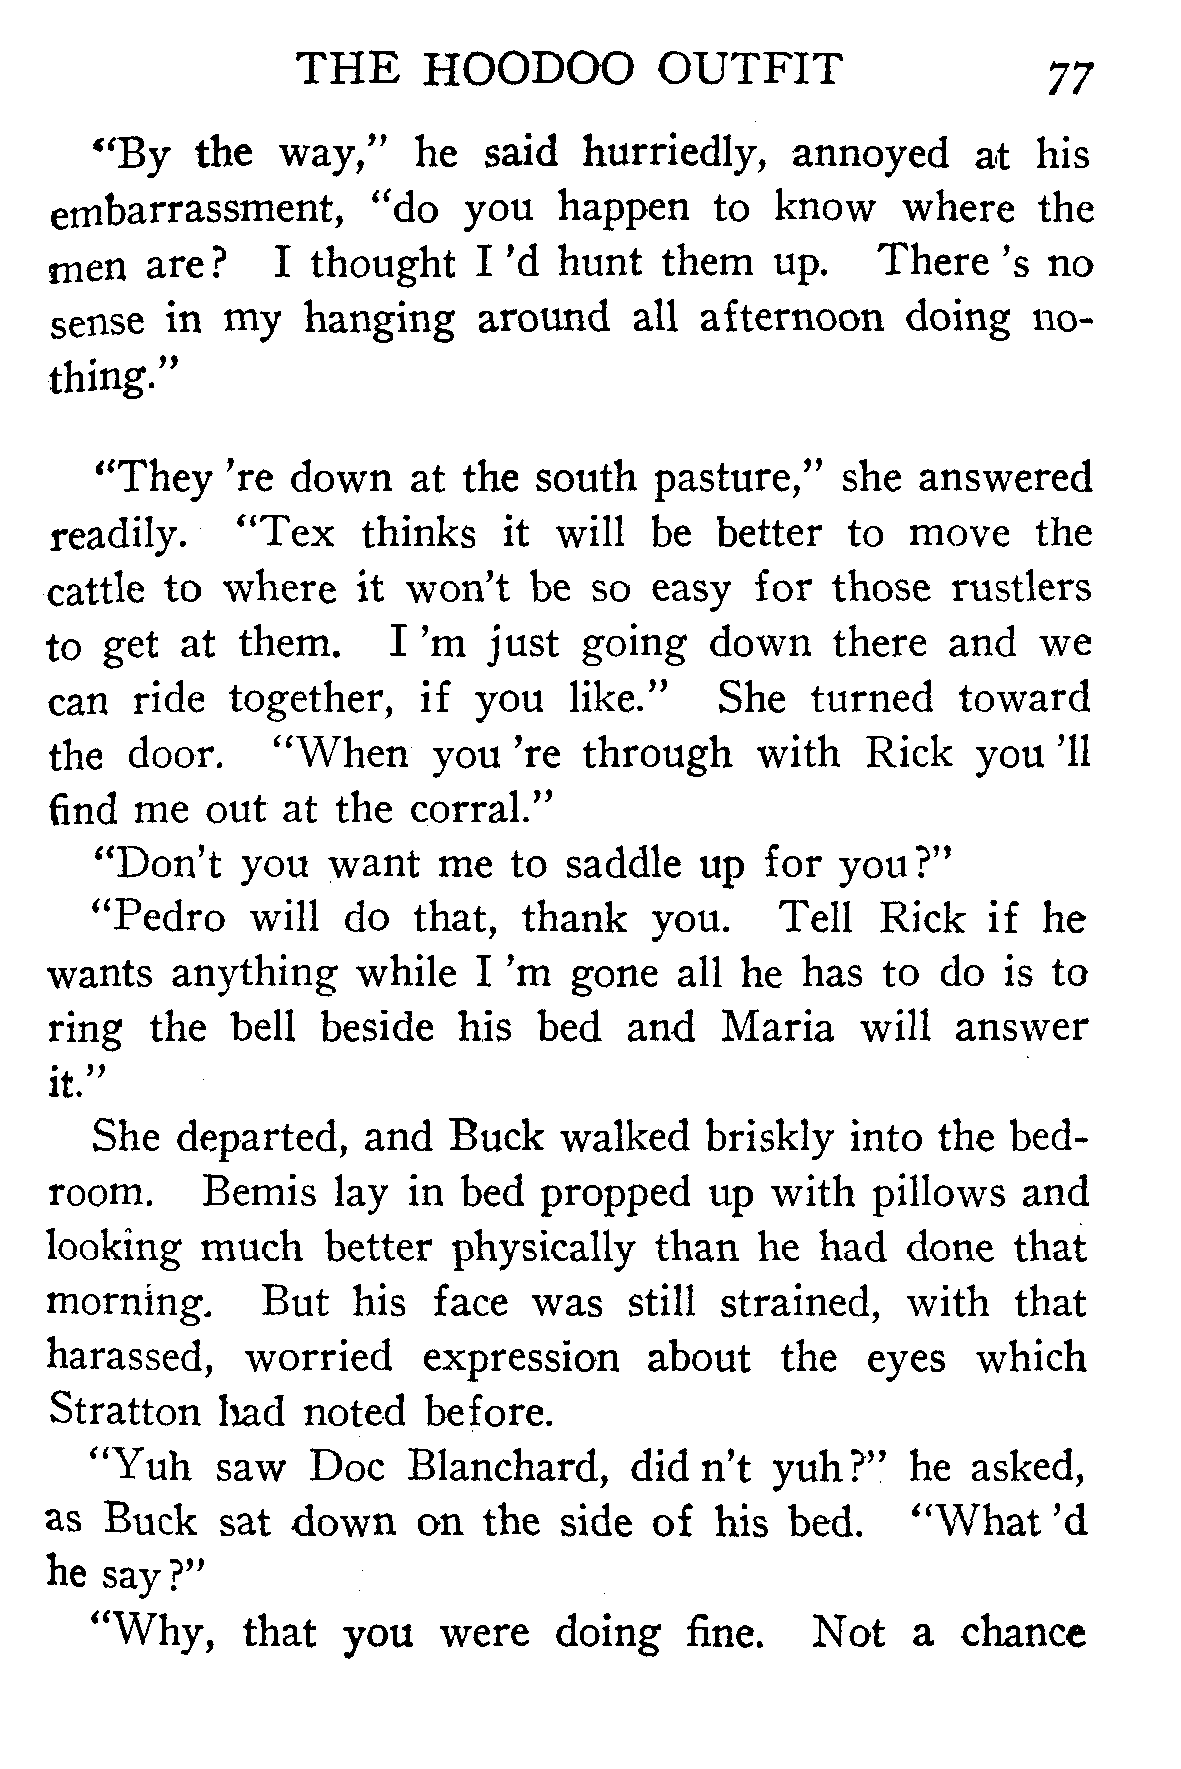 THE HOODOO OUTFIT 77
"By the way," he said hurriedly, annoyed at his
embarrassment, "do you happen to know where the
men are? I thought I 'd hunt them up. There 's no
sense in my hanging around all afternoon doing no-
thing."
"They 're down at the south pasture," she answered
readily. "Tex thinks it will be better to move the
cattle to where it won't be so easy for those rustlers
to get at them. I 'm just going down there and we
can ride together, if you like." She turned toward
the door. "When you 're through with Rick you 'll
find me out at the corral."
"Don't you want me to saddle up for you?"
"Pedro will do that, thank you. Tell Rick if he
wants anything while I 'm gone all he has to do is to
ring the bell beside his bed and Maria will answer
it."
She departed, and Buck walked briskly into the bed-
room. Bemis lay in bed propped up with pillows and
looking much better physically than he had done that
morning. But his face was still strained, with that
harassed, worried expression about the eyes which
Stratton had noted before.
"Yuh saw Doc Blanchard, did n't yuh?" he asked,
as Buck sat down on the side of his bed. "What 'd
he say?"
"Why, that you were doing fine. Not a chance